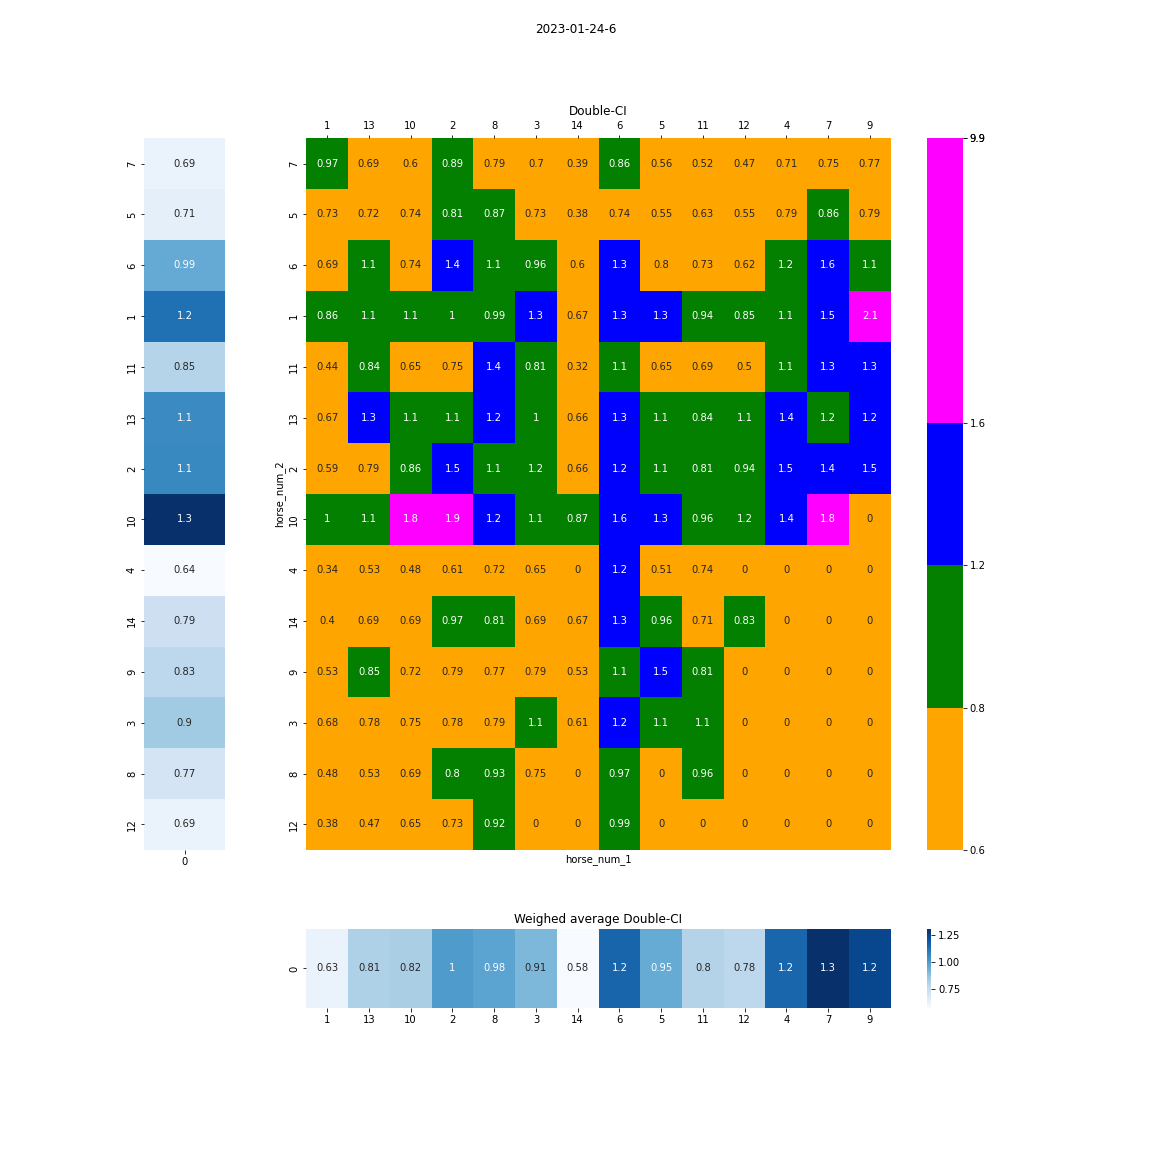 2023-01-24-6
Double-CI
1 13 10 2 8 3 14 6 5 11 12 4 7 9
7 0.69 7 0.97 0.69 0.6 0.89 0.79 0.7 0.39 0.86 0.56 0.52 0.47 0.71 0.75 0.77 9.9
5 0.71 5 0.73 0.72 0.74 0.81 0.87 0.73 0.38 0.74 0.55 0.63 0.55 0.79 0.86 0.79
6 0.99 6 0.69 1.1 0.74 1.4 1.1 0.96 0.6 1.3 0.8 0.73 0.62 1.2 1.6 1.1
1 1.2 1 0.86 1.1 1.1 1 0.99 1.3 0.67 1.3 1.3 0.94 0.85 1.1 1.5 2.1
11 0.85 11 0.44 0.84 0.65 0.75 1.4 0.81 0.32 1.1 0.65 0.69 0.5 1.1 1.3 1.3
13 1.1 13 0.67 1.3 1.1 1.1 1.2 1 0.66 1.3 1.1 0.84 1.1 1.4 1.2 1.2 1.6
2 1.1 2 0.59 0.79 0.86 1.5 1.1 1.2 0.66 1.2 1.1 0.81 0.94 1.5 1.4 1.5
horse_num_2
10 1.3 10 1 1.1 1.8 1.9 1.2 1.1 0.87 1.6 1.3 0.96 1.2 1.4 1.8 0
4 0.64 4 0.34 0.53 0.48 0.61 0.72 0.65 0 1.2 0.51 0.74 0 0 0 0 1.2
14 0.79 14 0.4 0.69 0.69 0.97 0.81 0.69 0.67 1.3 0.96 0.71 0.83 0 0 0
9 0.83 9 0.53 0.85 0.72 0.79 0.77 0.79 0.53 1.1 1.5 0.81 0 0 0 0
3 0.9 3 0.68 0.78 0.75 0.78 0.79 1.1 0.61 1.2 1.1 1.1 0 0 0 0 0.8
8 0.77 8 0.48 0.53 0.69 0.8 0.93 0.75 0 0.97 0 0.96 0 0 0 0
12 0.69 12 0.38 0.47 0.65 0.73 0.92 0 0 0.99 0 0 0 0 0 0 0.6
0
horse_num_1
Weighed average Double-CI
0 0.63 0.81 0.82 1 0.98 0.91 0.58 1.2 0.95 0.8 0.78 1.2 1.3 1.2
1.25
1.00
0.75
1 13 10 2 8 3 14 6 5 11 12 4 7 9